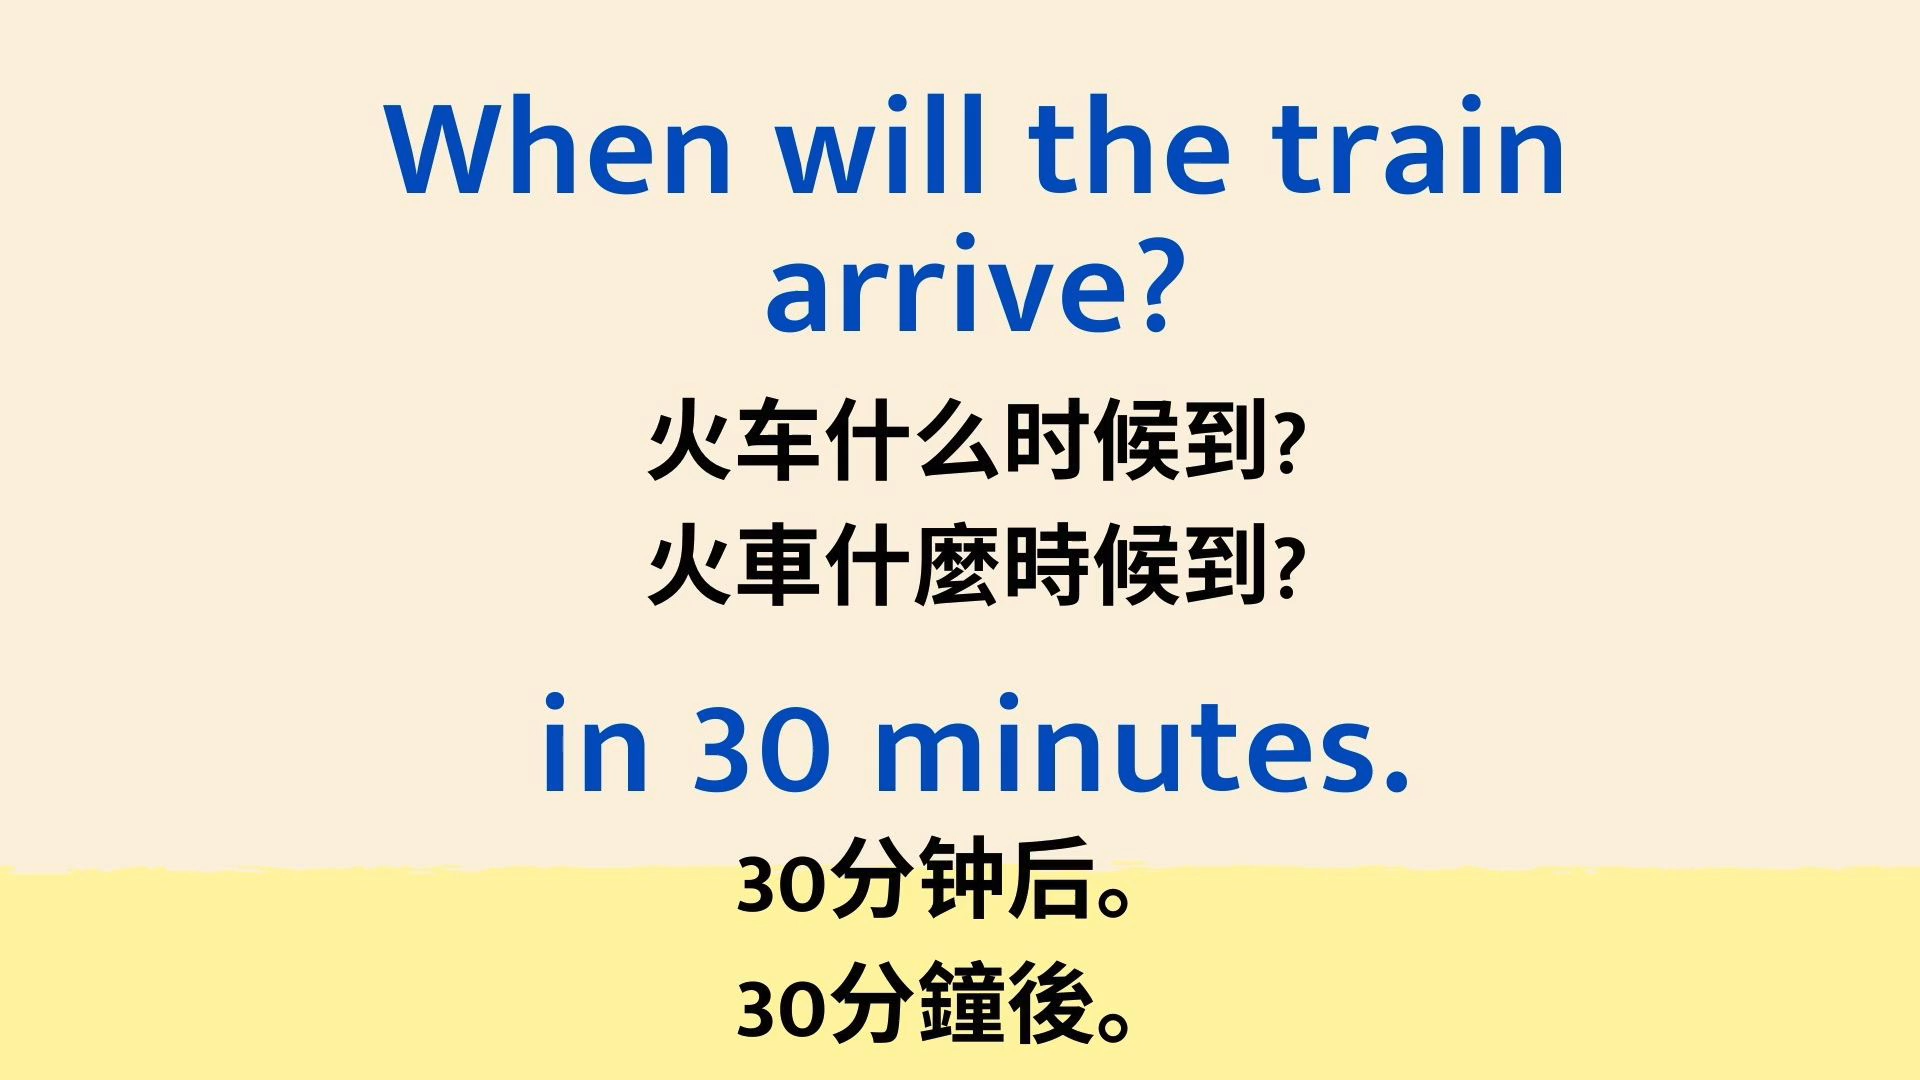 When will the train
arrive?
火车什么时候到?
火車什麼時候到?
in 30 minutes.
30分钟后。
30分鐘後。